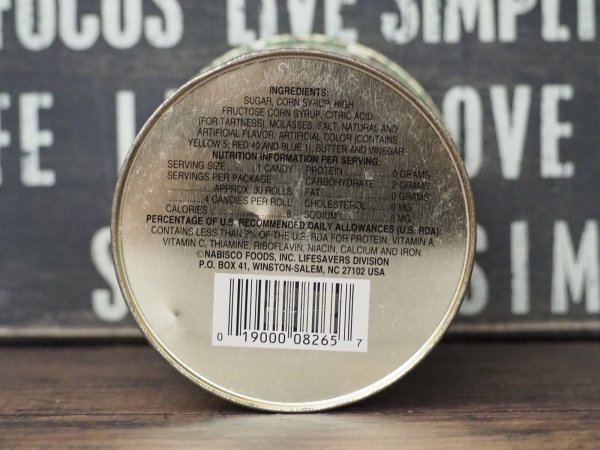 FOCUS LIVE SIMPLI
FE LI OVE
S SIM
INGREDIENTS:
SUGAR, CORN SYRUP, HIGH
FRUCTOSE CORN SYRUP, CITRIC ACID
(FOR TARTNESS), MOLASSES, SALT, NATURAL AND
ARTIFICIAL FLAVOR, ARTIFICIAL COLOR (CONTAINS
YELLOW 5, RED 40 AND BLUE 1), BUTTER AND VINEGAR
NUTRITION INFORMATION PER SERVING:
SERVING SIZE ..... 1 CANDY PROTEIN ..... 0 GRAMS
SERVINGS PER PACKAGE CARBOHYDRATE ..... 2 GRAMS
..... APPROX. 30 ROLLS FAT ..... 0 GRAMS
..... 4 CANDIES PER ROLL CHOLESTEROL ..... 0 MG
CALORIES ..... 8 SODIUM ..... 5 MG
PERCENTAGE OF U.S. RECOMMENDED DAILY ALLOWANCES (U.S. RDA):
CONTAINS LESS THAN 2% OF THE U.S. RDA FOR PROTEIN, VITAMIN A,
VITAMIN C, THIAMINE, RIBOFLAVIN, NIACIN, CALCIUM AND IRON.
©NABISCO FOODS, INC. LIFESAVERS DIVISION
P.O. BOX 41, WINSTON-SALEM, NC 27102 USA
0 19000 08265 7